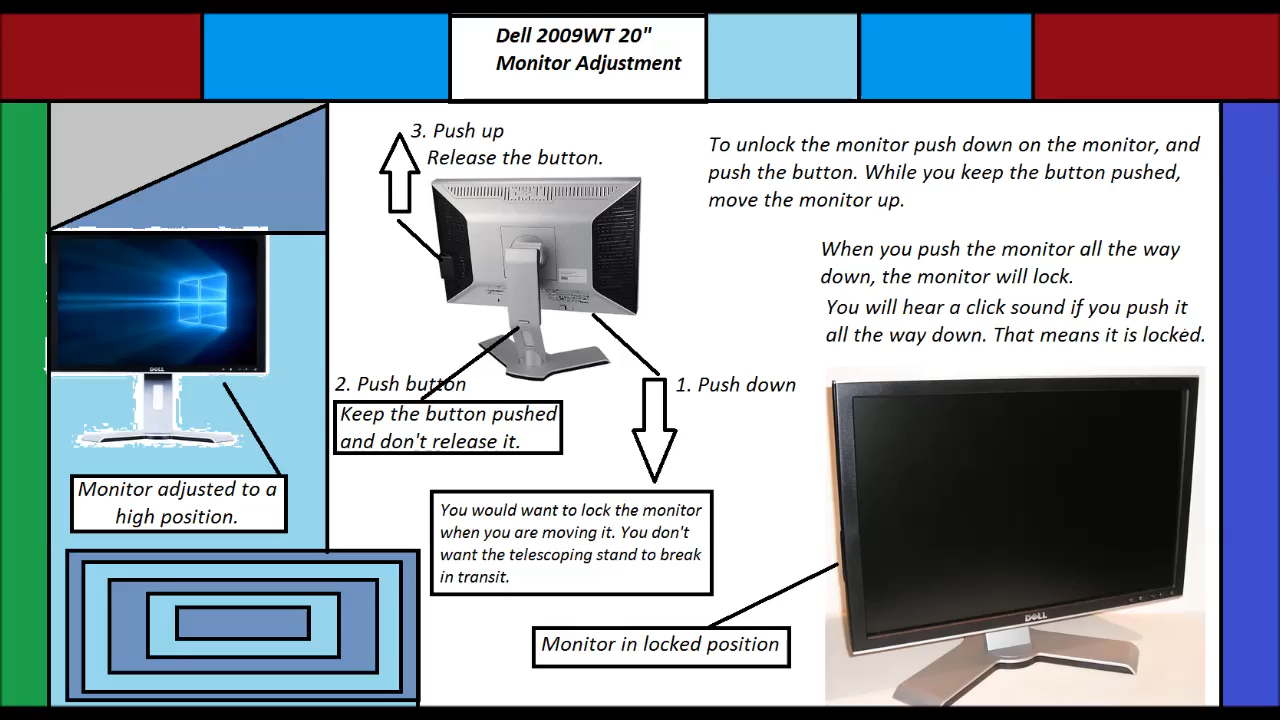 Dell 2009WT 20"
Monitor Adjustment
3. Push up
Release the button.
To unlock the monitor push down on the monitor, and
push the button. While you keep the button pushed,
move the monitor up.
When you push the monitor all the way
down, the monitor will lock.
You will hear a click sound if you push it
all the way down. That means it is locked.
2. Push button
Keep the button pushed
and don't release it.
1. Push down
DELL
Monitor adjusted to a
high position.
You would want to lock the monitor
when you are moving it. You don't
want the telescoping stand to break
in transit.
Monitor in locked position
DELL